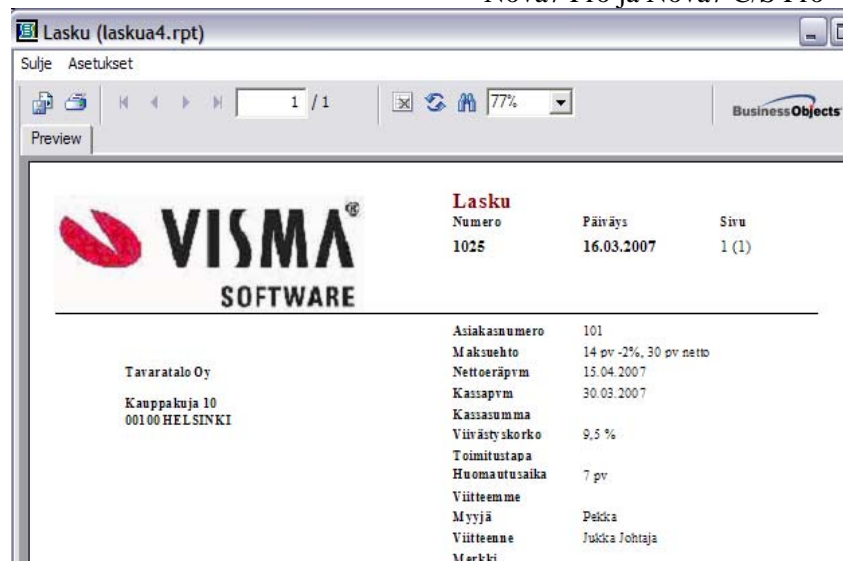 Nova7 Pro ja Nova7 C/S Pro
Lasku (laskua4.rpt)
Sulje Asetukset
1 / 1 77% BusinessObjects
Preview
VISMA®
SOFTWARE
Lasku
Numero Päiväys Sivu
1025 16.03.2007 1 (1)
Asiakasnumero 101
Maksuehto 14 pv -2%, 30 pv netto
Tavaratalo Oy Nettoeräpvm 15.04.2007
Kassapvm 30.03.2007
Kauppakuja 10
Kassasumma
00100 HELSINKI
Viivästyskorko 9,5 %
Toimitustapa
Huomautusaika 7 pv
Viitteemme
Myyjä Pekka
Viitteenne Jukka Johtaja
Merkki